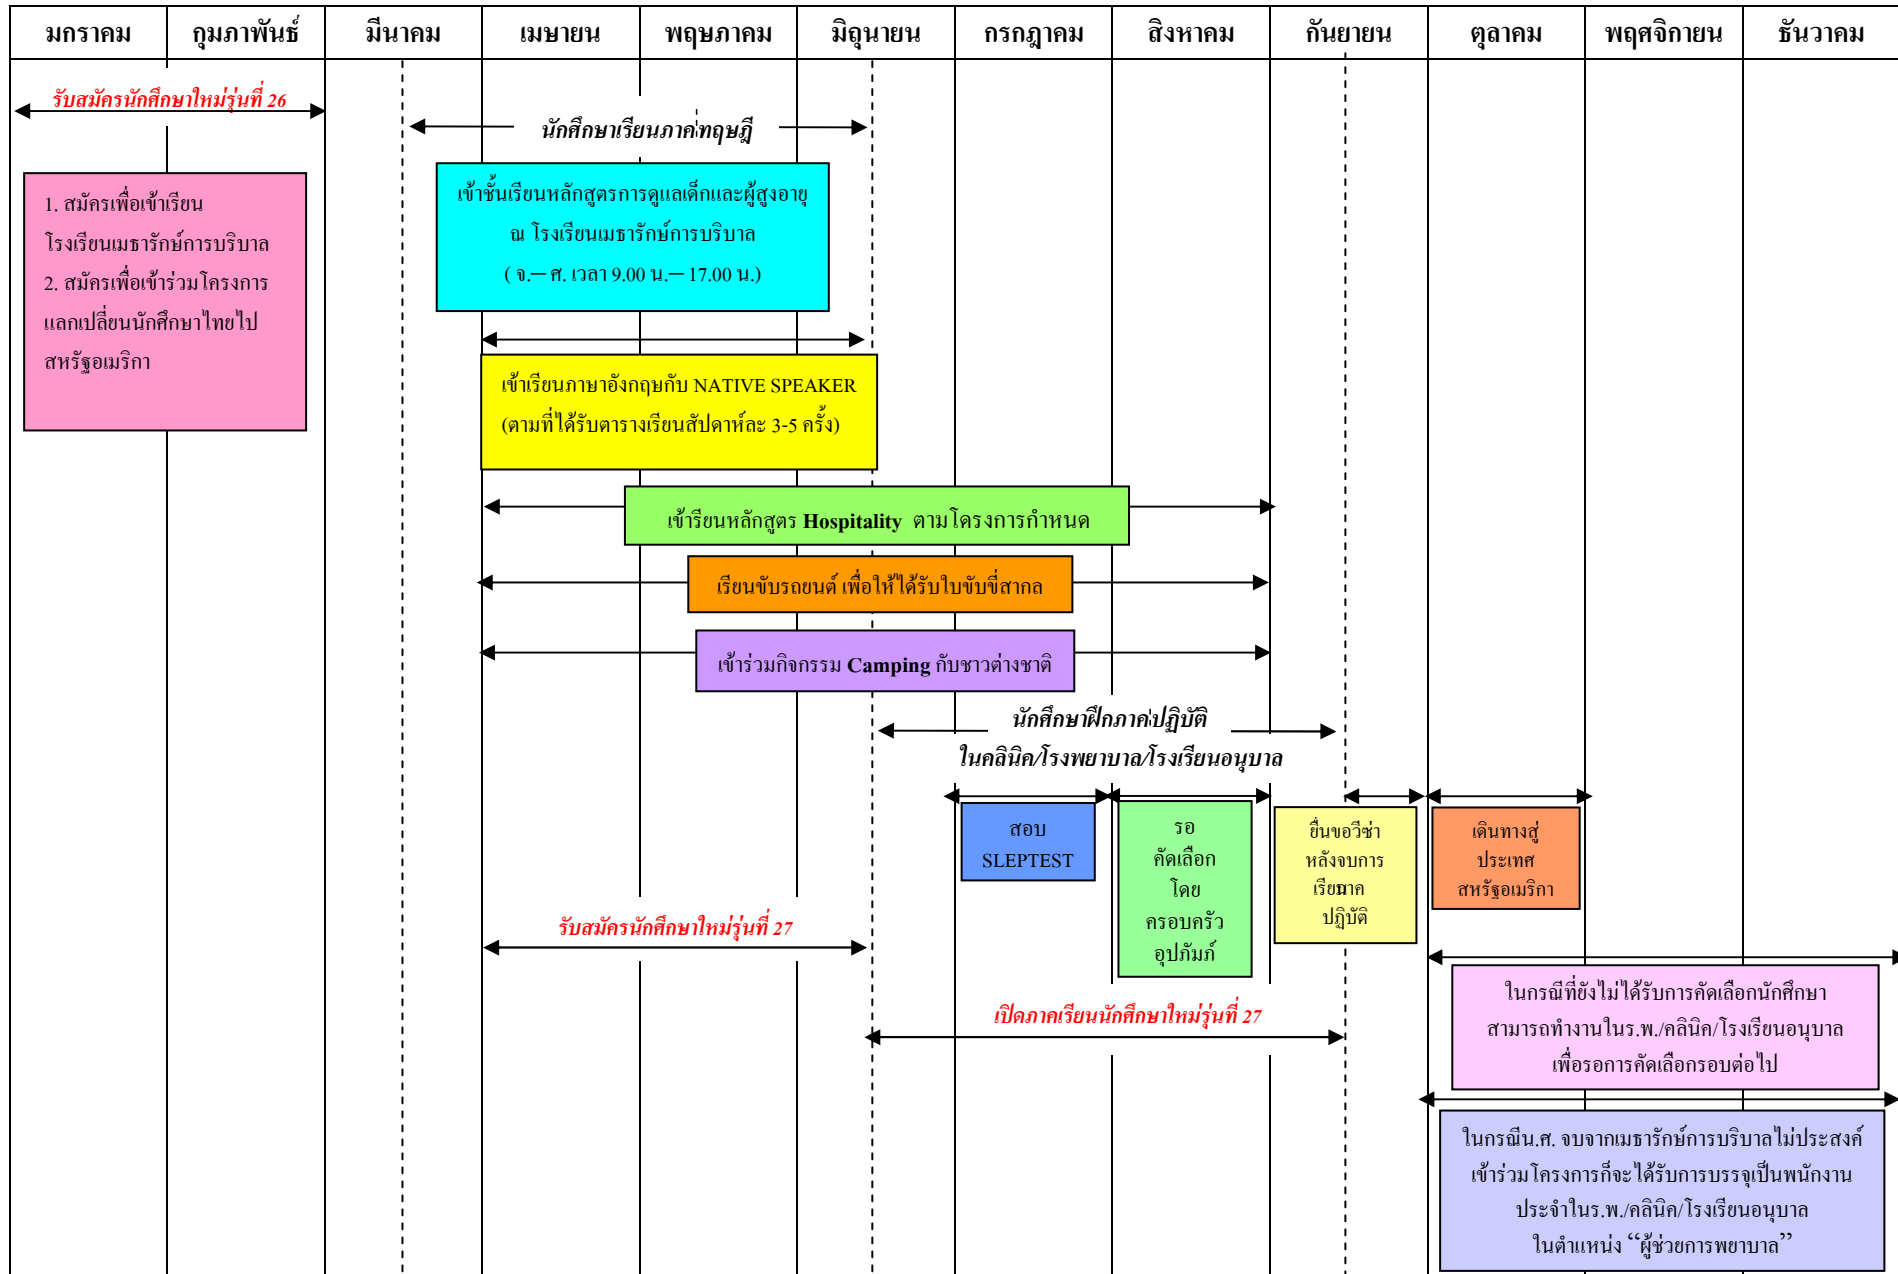 มกราคม กุมภาพันธ์ มีนาคม เมษายน พฤษภาคม มิถุนายน กรกฎาคม สิงหาคม กันยายน ตุลาคม พฤศจิกายน ธันวาคม
รับสมัครนักศึกษาใหม่รุ่นที่ 26
นักศึกษาเรียนภาคทฤษฎี
1. สมัครเพื่อเข้าเรียน
โรงเรียนเมธารักษ์การบริบาล
2. สมัครเพื่อเข้าร่วมโครงการ
แลกเปลี่ยนนักศึกษาไทยไป
สหรัฐอเมริกา
เข้าชั้นเรียนหลักสูตรการดูแลเด็กและผู้สูงอายุ
ณ โรงเรียนเมธารักษ์การบริบาล
( จ.– ศ. เวลา 9.00 น.– 17.00 น.)
เข้าเรียนภาษาอังกฤษกับ NATIVE SPEAKER
(ตามที่ได้รับตารางเรียนสัปดาห์ละ 3-5 ครั้ง)
เข้ารียนหลักสูตร Hospitality ตามโครงการกำหนด
เรียนขับรถยนต์ เพื่อให้ได้รับใบขับขี่สากล
เข้าร่วมกิจกรรม Camping กับชาวต่างชาติ
นักศึกษาฝึกภาคปฏิบัติ
ในคลินิค/โรงพยาบาล/โรงเรียนอนุบาล
สอบ
SLEPTEST
รอ
คัดเลือก
โดย
ครอบครัว
อุปภัมภ์
ยื่นขอวีซ่า
หลังจบการ
ปฏิบัติ
เดินทางสู่
ประเทศ
สหรัฐอเมริกา
รับสมัครนักศึกษาใหม่รุ่นที่ 27
เปิดภาคเรียนนักศึกษาใหม่รุ่นที่ 27
ในกรณีที่ยังไม่ได้รับการคัดเลือกนักศึกษา
สามารถทำงานในร.พ./คลินิค/โรงเรียนอนุบาล
เพื่อรอการคัดเลือกรอบต่อไป
ในกรณีน.ศ. จบจากเมธารักษ์การบริบาลไม่ประสงค์
เข้าร่วมโครงการก็จะได้รับการบรรจุเป็นพนักงาน
ประจำในร.พ./คลินิค/โรงเรียนอนุบาล
ในตำแหน่ง “ผู้ช่วยการพยาบาล”